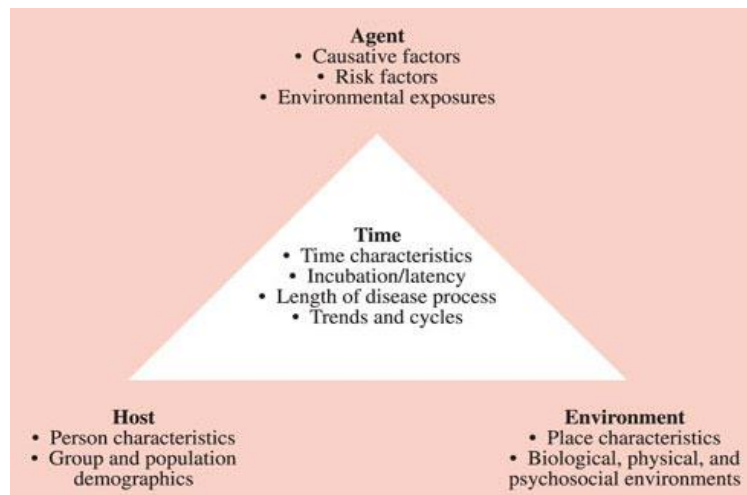 Agent
• Causative factors
• Risk factors
• Environmental exposures
Time
• Time characteristics
• Incubation/latency
• Length of disease process
• Trends and cycles
Host
• Person characteristics
• Group and population
demographics
Environment
• Place characteristics
• Biological, physical, and
psychosocial environments